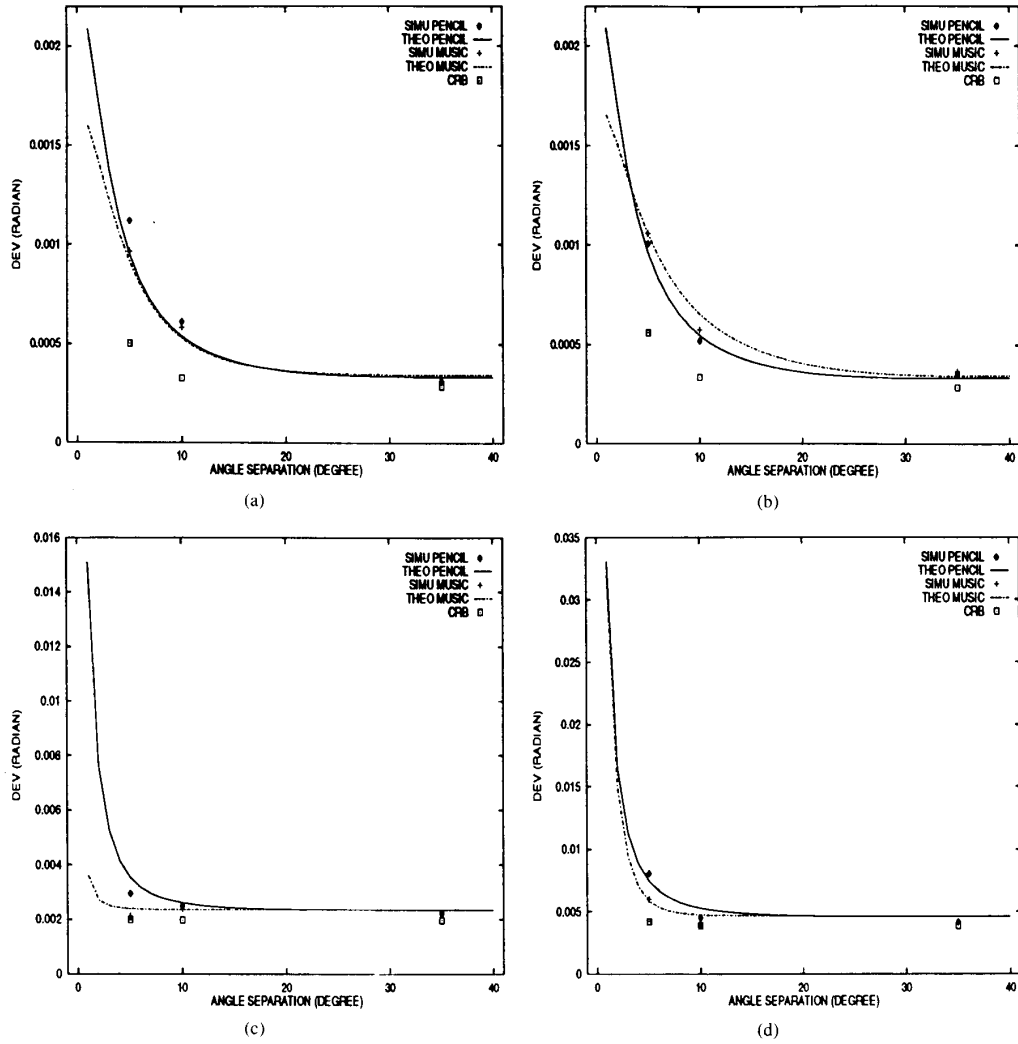 SIMU PENCIL
THEO PENCIL
SIMU MUSIC
THEO MUSIC
CRB
0.002
0.0015
0.001
0.0005
0
DEV (RADIAN)
0 10 20 30 40
ANGLE SEPARATION (DEGREE)
(a)
SIMU PENCIL
THEO PENCIL
SIMU MUSIC
THEO MUSIC
CRB
0.002
0.0015
0.001
0.0005
0
DEV (RADIAN)
0 10 20 30 40
ANGLE SEPARATION (DEGREE)
(b)
SIMU PENCIL
THEO PENCIL
SIMU MUSIC
THEO MUSIC
CRB
0.016
0.014
0.012
0.01
0.008
0.006
0.004
0.002
0
DEV (RADIAN)
0 10 20 30 40
ANGLE SEPARATION (DEGREE)
(c)
SIMU PENCIL
THEO PENCIL
SIMU MUSIC
THEO MUSIC
CRB
0.035
0.03
0.025
0.02
0.015
0.01
0.005
0
DEV (RADIAN)
0 10 20 30 40
ANGLE SEPARATION (DEGREE)
(d)